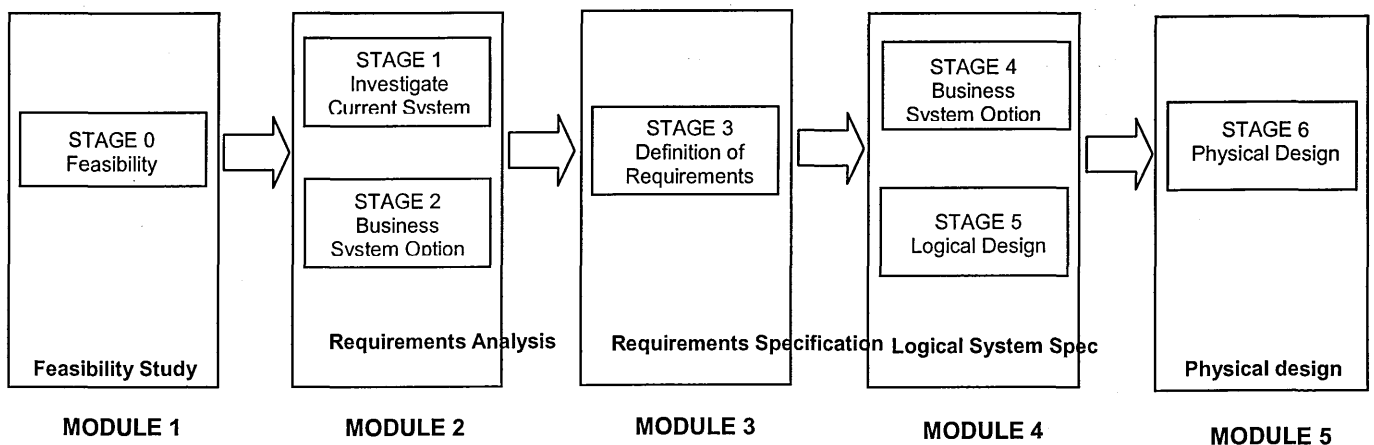 STAGE 0
Feasibility
Feasibility Study
MODULE 1
STAGE 1
Investigate
Current System
STAGE 2
Business
System Option
Requirements Analysis
MODULE 2
STAGE 3
Definition of
Requirements
Requirements Specification
MODULE 3
STAGE 4
Business
System Option
STAGE 5
Logical Design
Logical System Spec
MODULE 4
STAGE 6
Physical Design
Physical design
MODULE 5